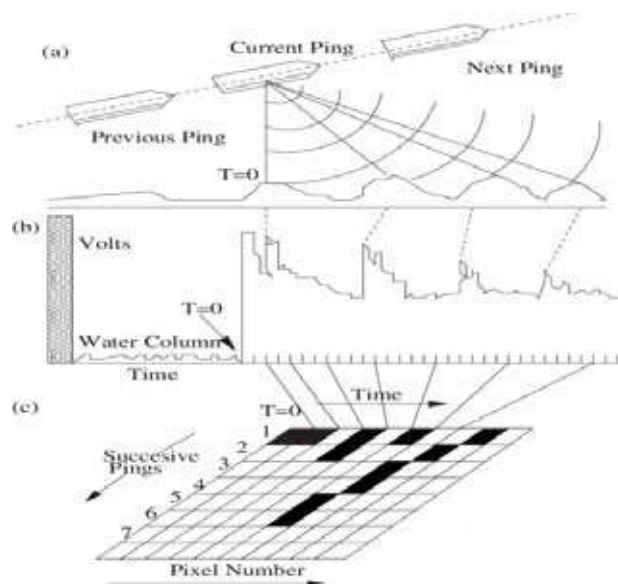 (a)
Current Ping
Next Ping
Previous Ping
T=0
(b)
Volts
T=0
Water Column
Time
(c)
T=0
Time
Succesive
Pings
1
2
3
4
5
6
7
Pixel Number